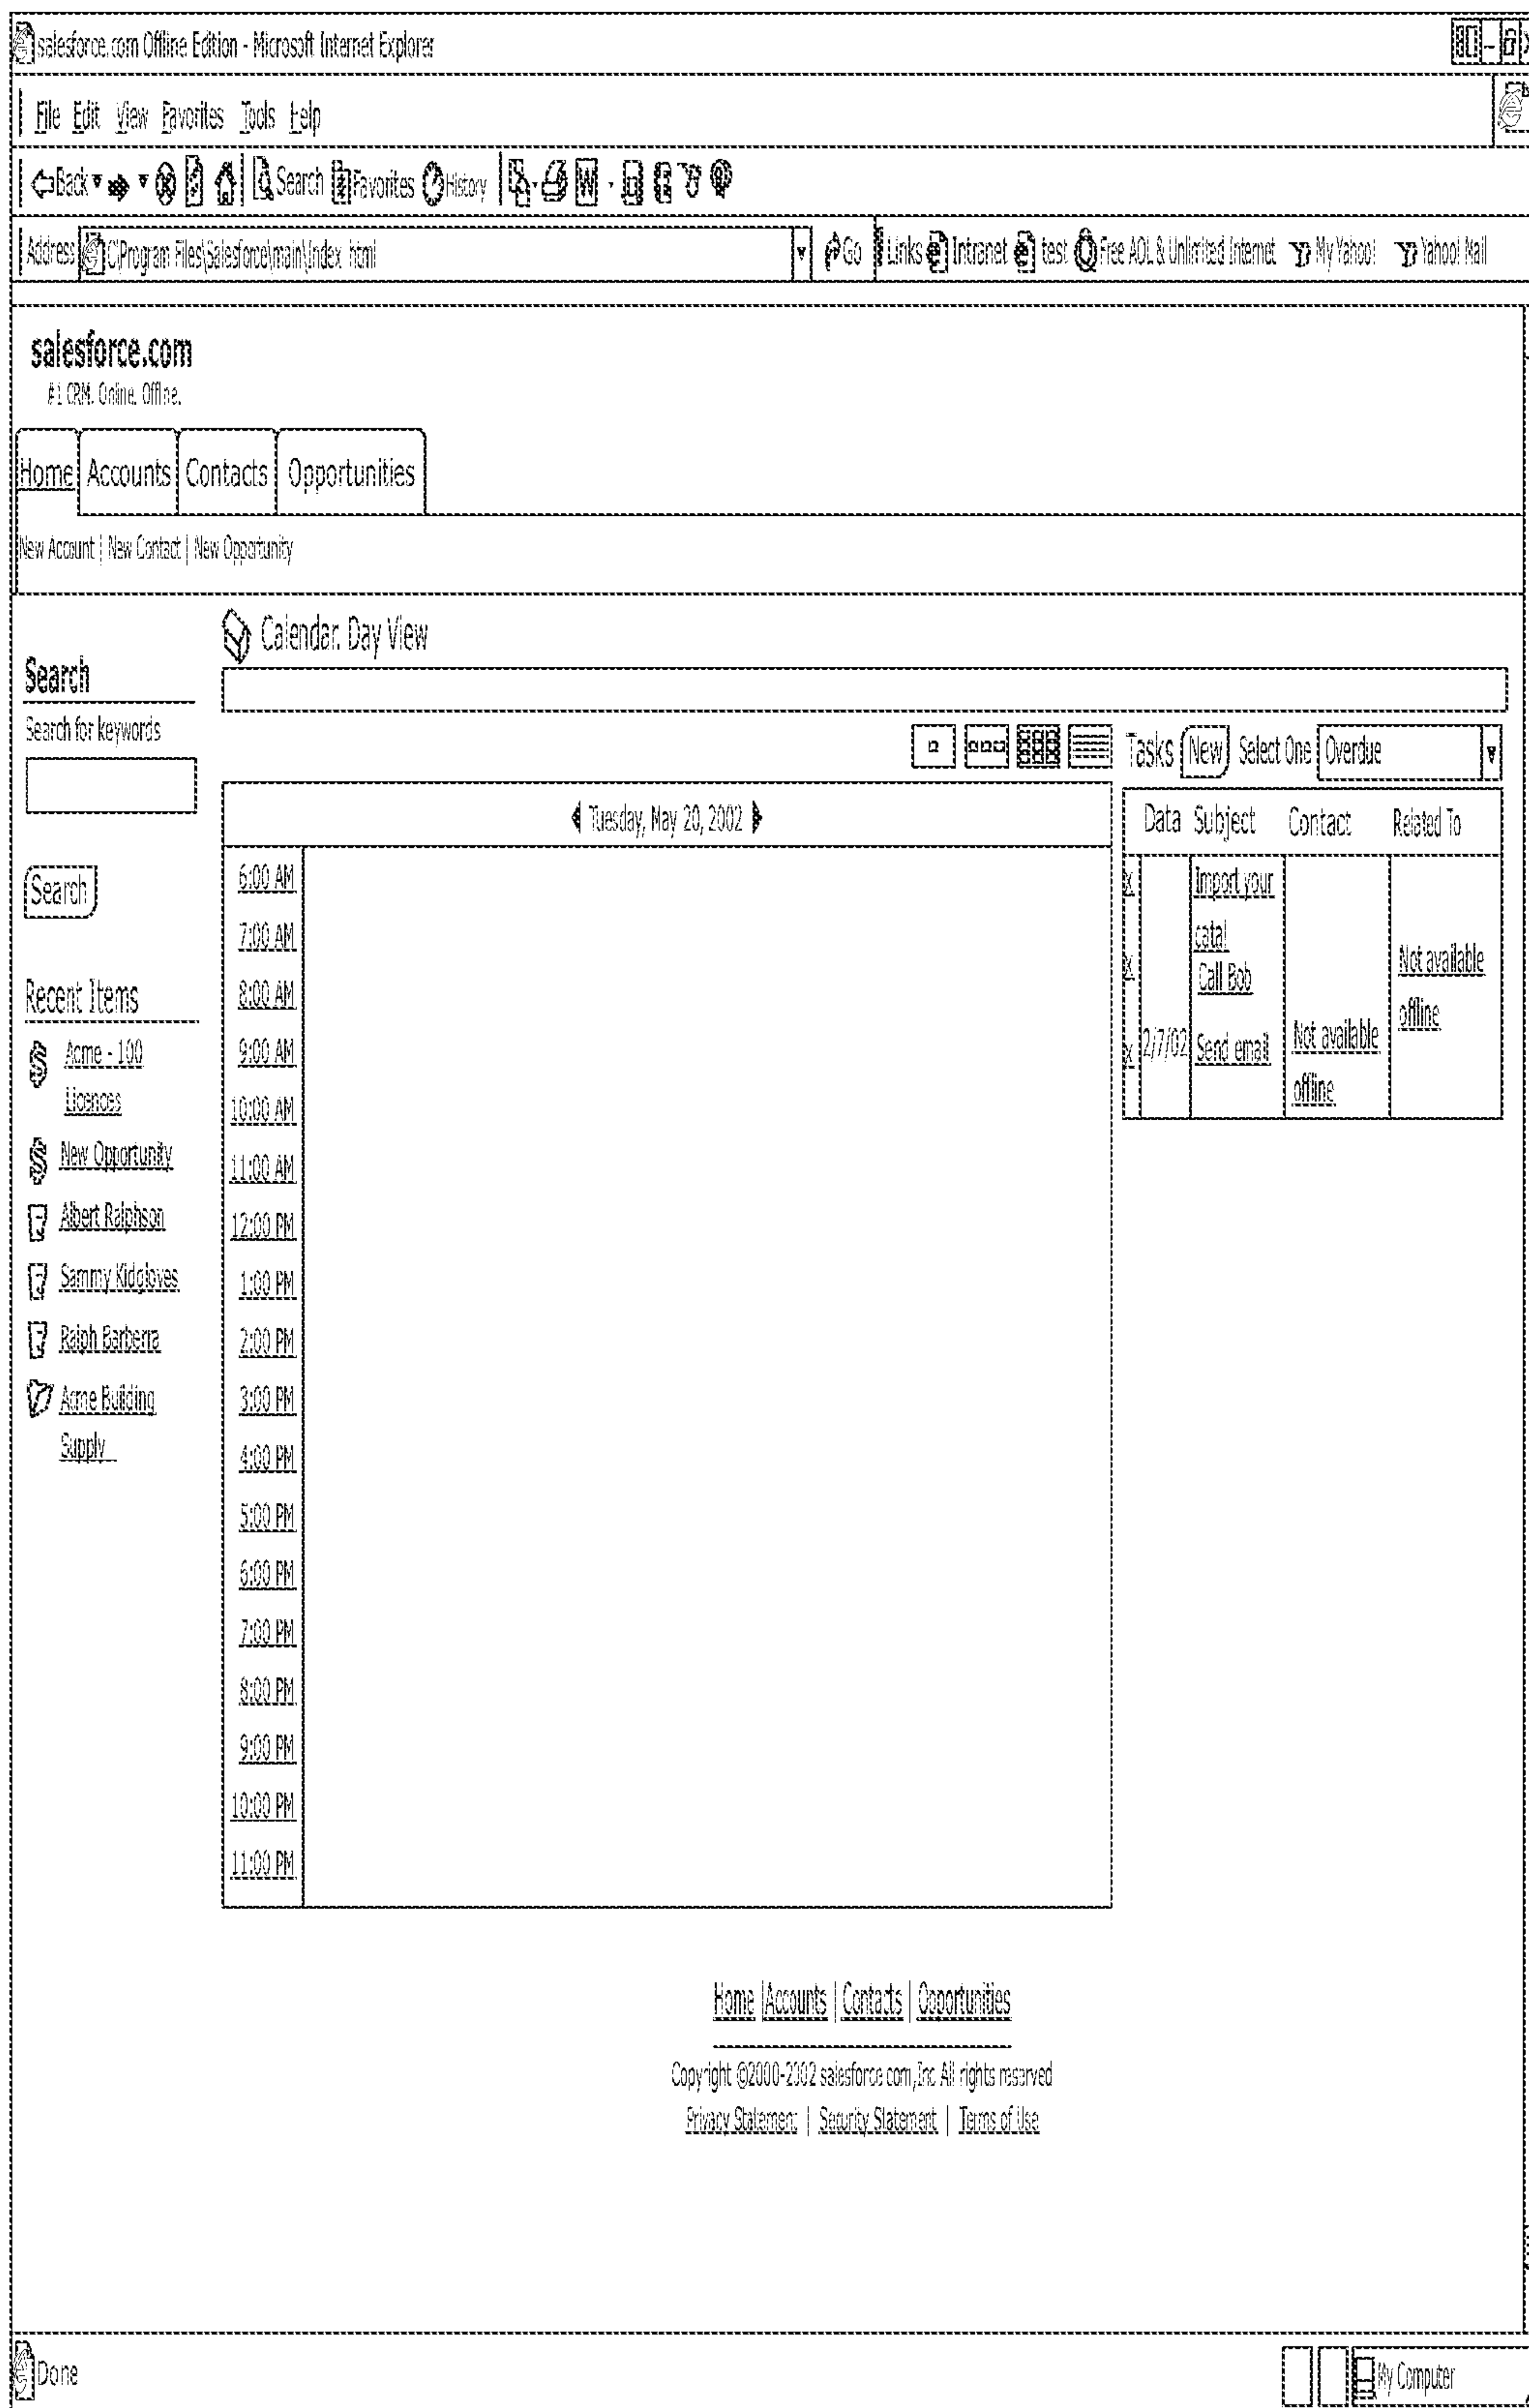 salesforce.com Offline Edition - Microsoft Internet Explorer
File Edit View Favorites Tools Help
Back Search Favorites History W
Address C\Program Files\Salesforce\main\Index html Go Links Intranet test Free AOL & Unlimited Internet My Yahoo! Yahoo! Mail
salesforce.com
#1 CRM. Online. Offline.
Home Accounts Contacts Opportunities
New Account | New Contact | New Opportunity
Calendar. Day View
Search
Search for keywords
Search
Recent Items
Acme - 100
Licences
New Opportunity
Albert Ralphson
Sammy Kidgloves
Ralph Barberra
Acme Building
Supply
Tuesday, May 20, 2002
6:00 AM
7:00 AM
8:00 AM
9:00 AM
10:00 AM
11:00 AM
12:00 PM
1:00 PM
2:00 PM
3:00 PM
4:00 PM
5:00 PM
6:00 PM
7:00 PM
8:00 PM
9:00 PM
10:00 PM
11:00 PM
Tasks New Select One Overdue
Data Subject Contact Related To
x Import your
catal
x Call Bob Not available
offline
x 2/7/02 Send email Not available
offline
Home |Accounts | Contacts | Opportunities
Copyright ©2000-2002 salesforce com,Inc All rights reserved
Privacy Statement | Security Statement | Terms of Use
Done My Computer